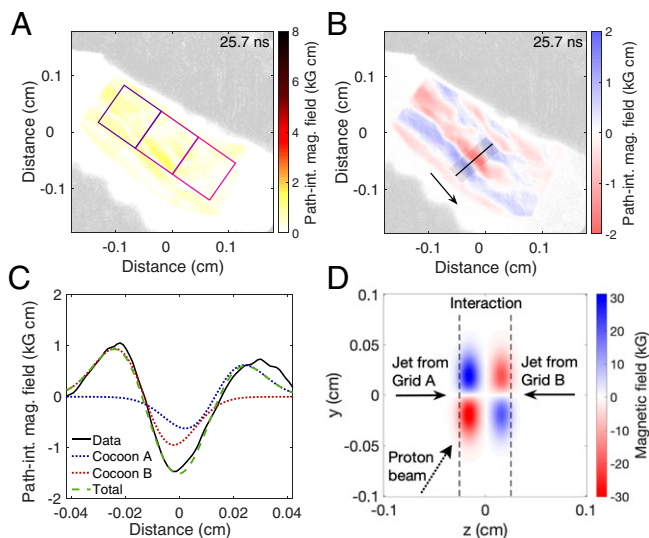 A
25.7 ns
0.1
0
-0.1
Distance (cm)
-0.1
0
0.1
Distance (cm)
8
6
4
2
0
Path-int. mag. field (kG cm)
B
25.7 ns
0.1
0
-0.1
Distance (cm)
-0.1
0
0.1
Distance (cm)
2
1
0
-1
-2
Path-int. mag. field (kG cm)
C
2
1
0
-1
-2
Path-int. mag. field (kG cm)
Data
Cocoon A
Cocoon B
Total
-0.04
-0.02
0
0.02
0.04
Distance (cm)
D
Interaction
0.1
0.05
0
-0.05
-0.1
y (cm)
Jet from
Grid A
Jet from
Grid B
Proton
beam
-0.1
0
0.1
z (cm)
30
20
10
0
-10
-20
-30
Magnetic field (kG)